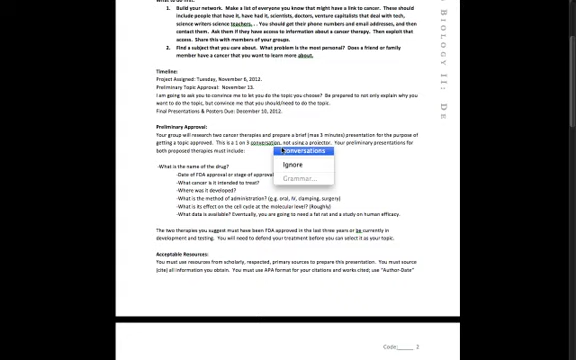 What to do first:
1. Build your network. Make a list of everyone you know that might have a link to cancer. These should
include people that have it, have had it, scientists, doctors, venture capitalists that deal with tech,
science writers science teachers. . . You should get their phone numbers and email addresses, and then
contact them. Ask if they have access to information about a cancer therapy. Then exploit that
access. Share this with members of your groups.
2. Find a subject that you care about. What problem is the most personal? Does a friend or family
member have a cancer that you want to learn more about.
Timeline:
Project Assigned: Tuesday, November 6, 2012.
Preliminary Topic Approval: November 13.
I am going to ask you to convince me to let you do the topic you choose? Be prepared to not only explain why you
want to do the topic, but convince me that you should/need to do the topic.
Final Presentations & Posters Due: December 10, 2012.
Preliminary Approval:
Your group will research two cancer therapies and prepare a brief (max 3 minutes) presentation for the purpose of
getting a topic approved. This is a 1 on 3 conversation, not using a projector. Your preliminary presentations for
both proposed therapies must include:
Conversations
Ignore
Grammar...
-What is the name of the drug?
-Date of FDA approval or stage of approval
-What cancer is it intended to treat?
-Where was it developed?
-What is the method of administration? (e.g. oral, IV, clamping, surgery)
-What is its effect on the cell cycle at the molecular level? (Roughly)
-What data is available? Eventually, you are going to need a fat rat and a study on human efficacy.
The two therapies you suggest must have been FDA approved in the last three years or be currently in
development and testing. You will need to defend your treatment before you can select it as your topic.
Acceptable Resources:
You must use resources from scholarly, respected, primary sources to prepare this presentation. You must source
(cite) all information you obtain. You must use APA format for your citations and works cited; use "Author-Date"
BIOLOGY II: DE
Code:_____ 2